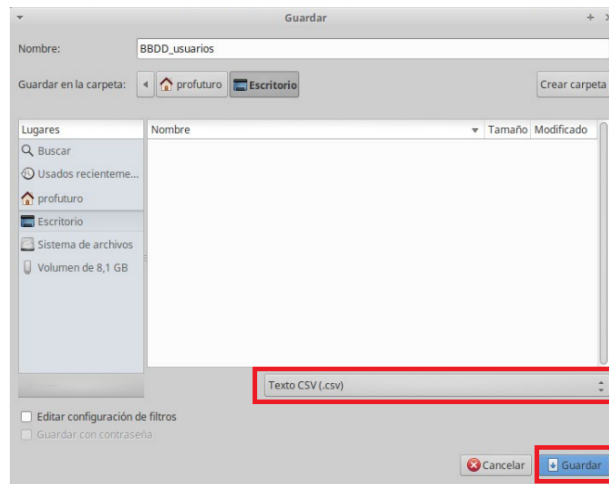 Guardar
Nombre: BBDD_usuarios
Guardar en la carpeta: profuturo Escritorio Crear carpeta
Lugares Nombre Tamaño Modificado
Buscar
Usados recienteme...
profuturo
Escritorio
Sistema de archivos
Volumen de 8,1 GB
Texto CSV (.csv)
Editar configuración de filtros
Guardar con contraseña
Cancelar Guardar